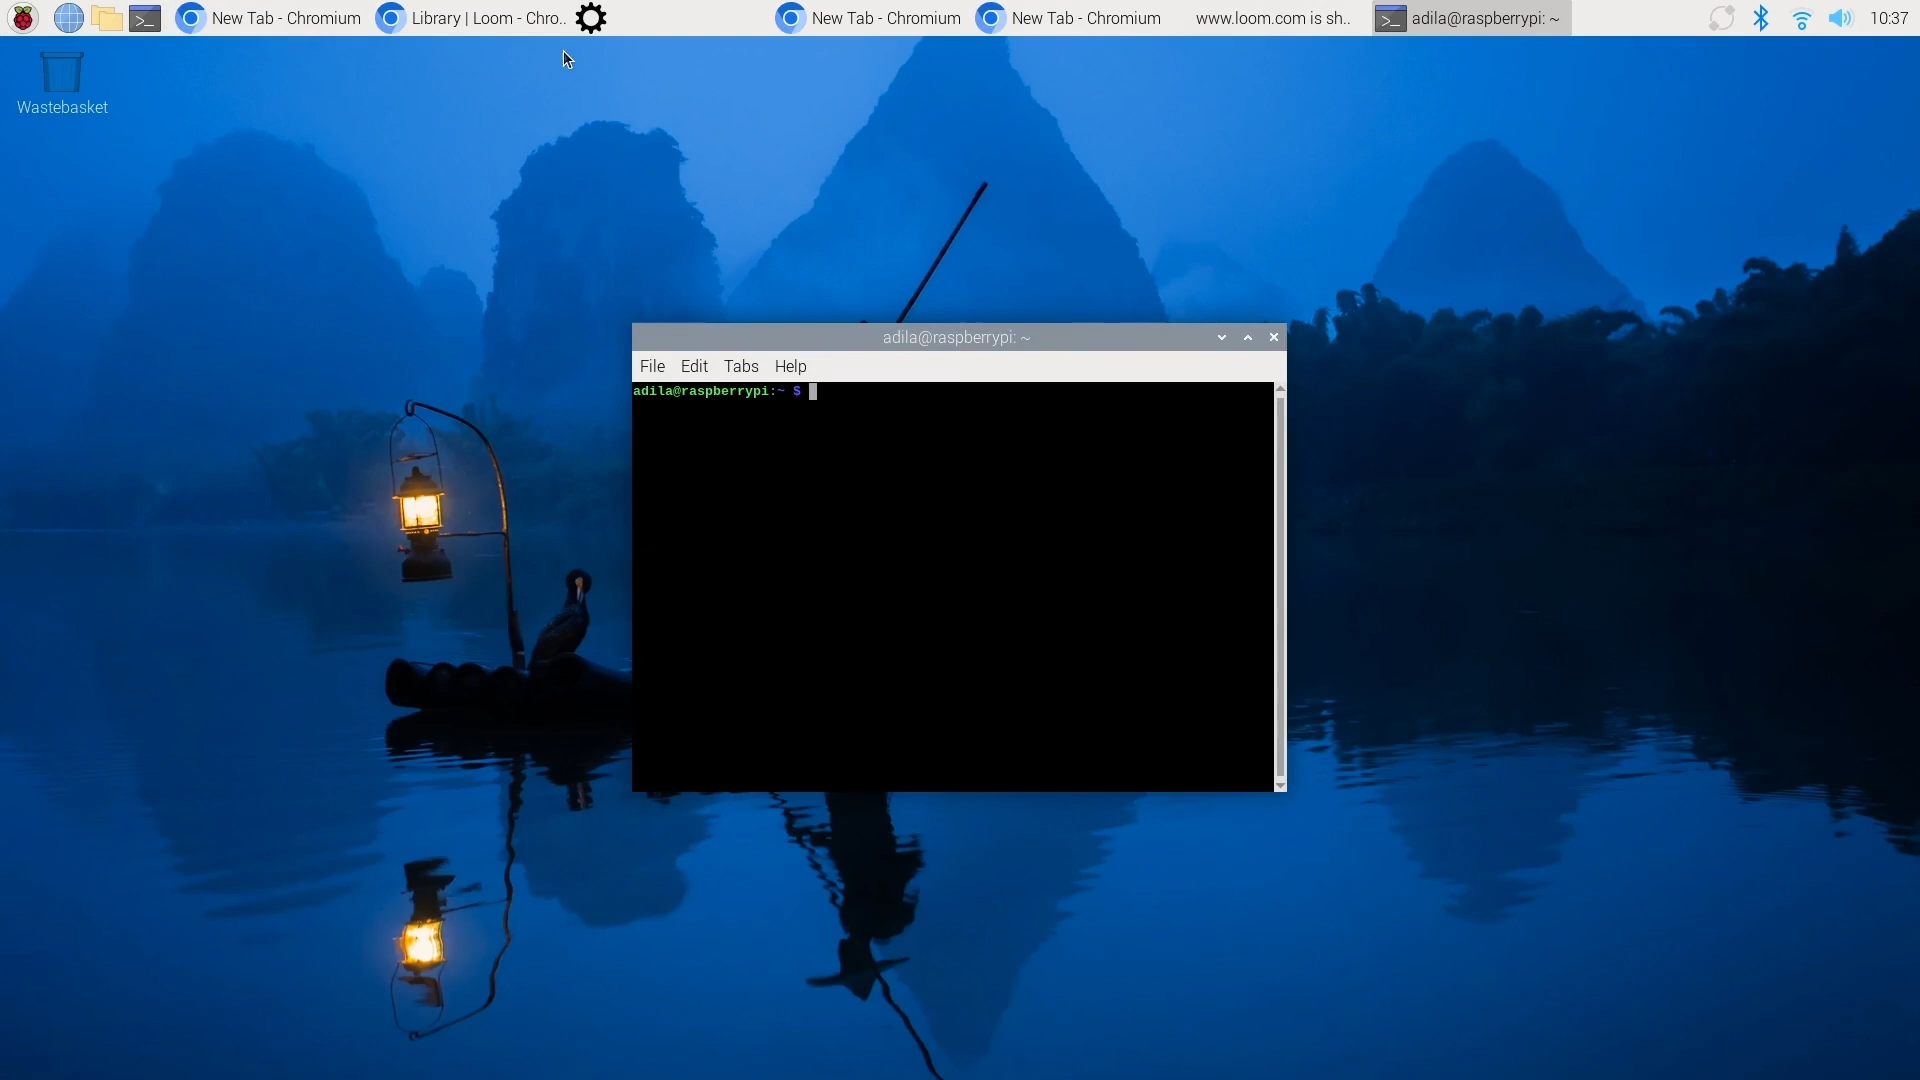 New Tab - Chromium
Library | Loom - Chro..
New Tab - Chromium
New Tab - Chromium
www.loom.com is sh..
adila@raspberrypi: ~
10:37
Wastebasket
adila@raspberrypi: ~
File Edit Tabs Help
adila@raspberrypi:~ $